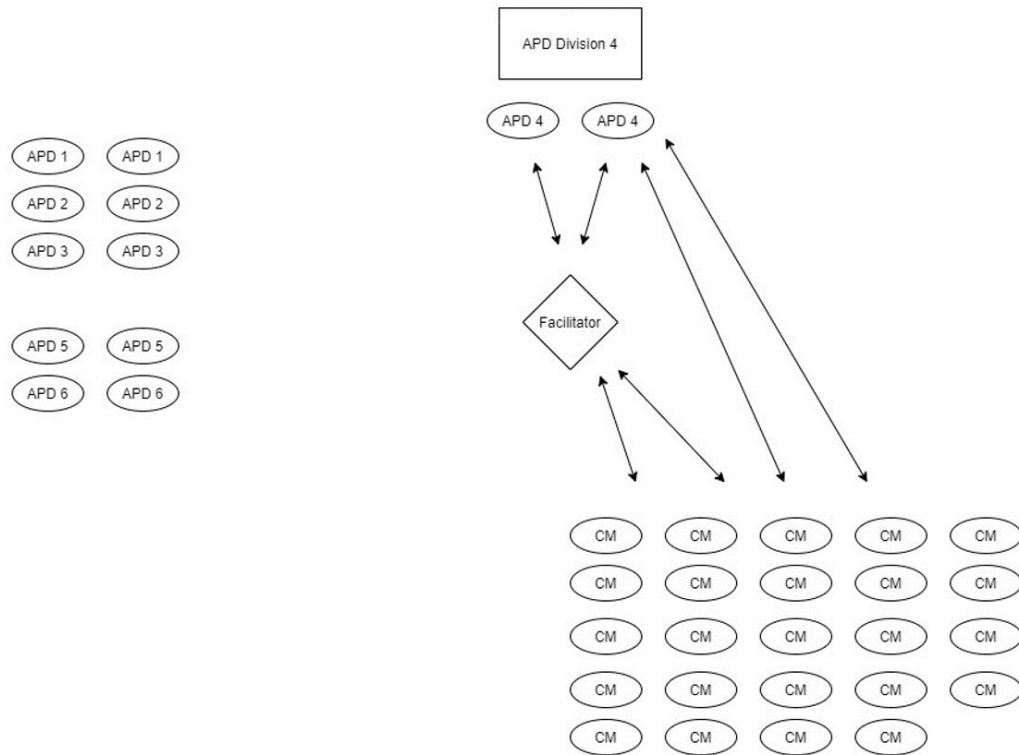 APD Division 4
APD 4 APD 4
APD 1 APD 1
APD 2 APD 2
APD 3 APD 3
Facilitator
APD 5 APD 5
APD 6 APD 6
CM CM CM CM CM
CM CM CM CM CM
CM CM CM CM CM
CM CM CM CM CM
CM CM CM CM